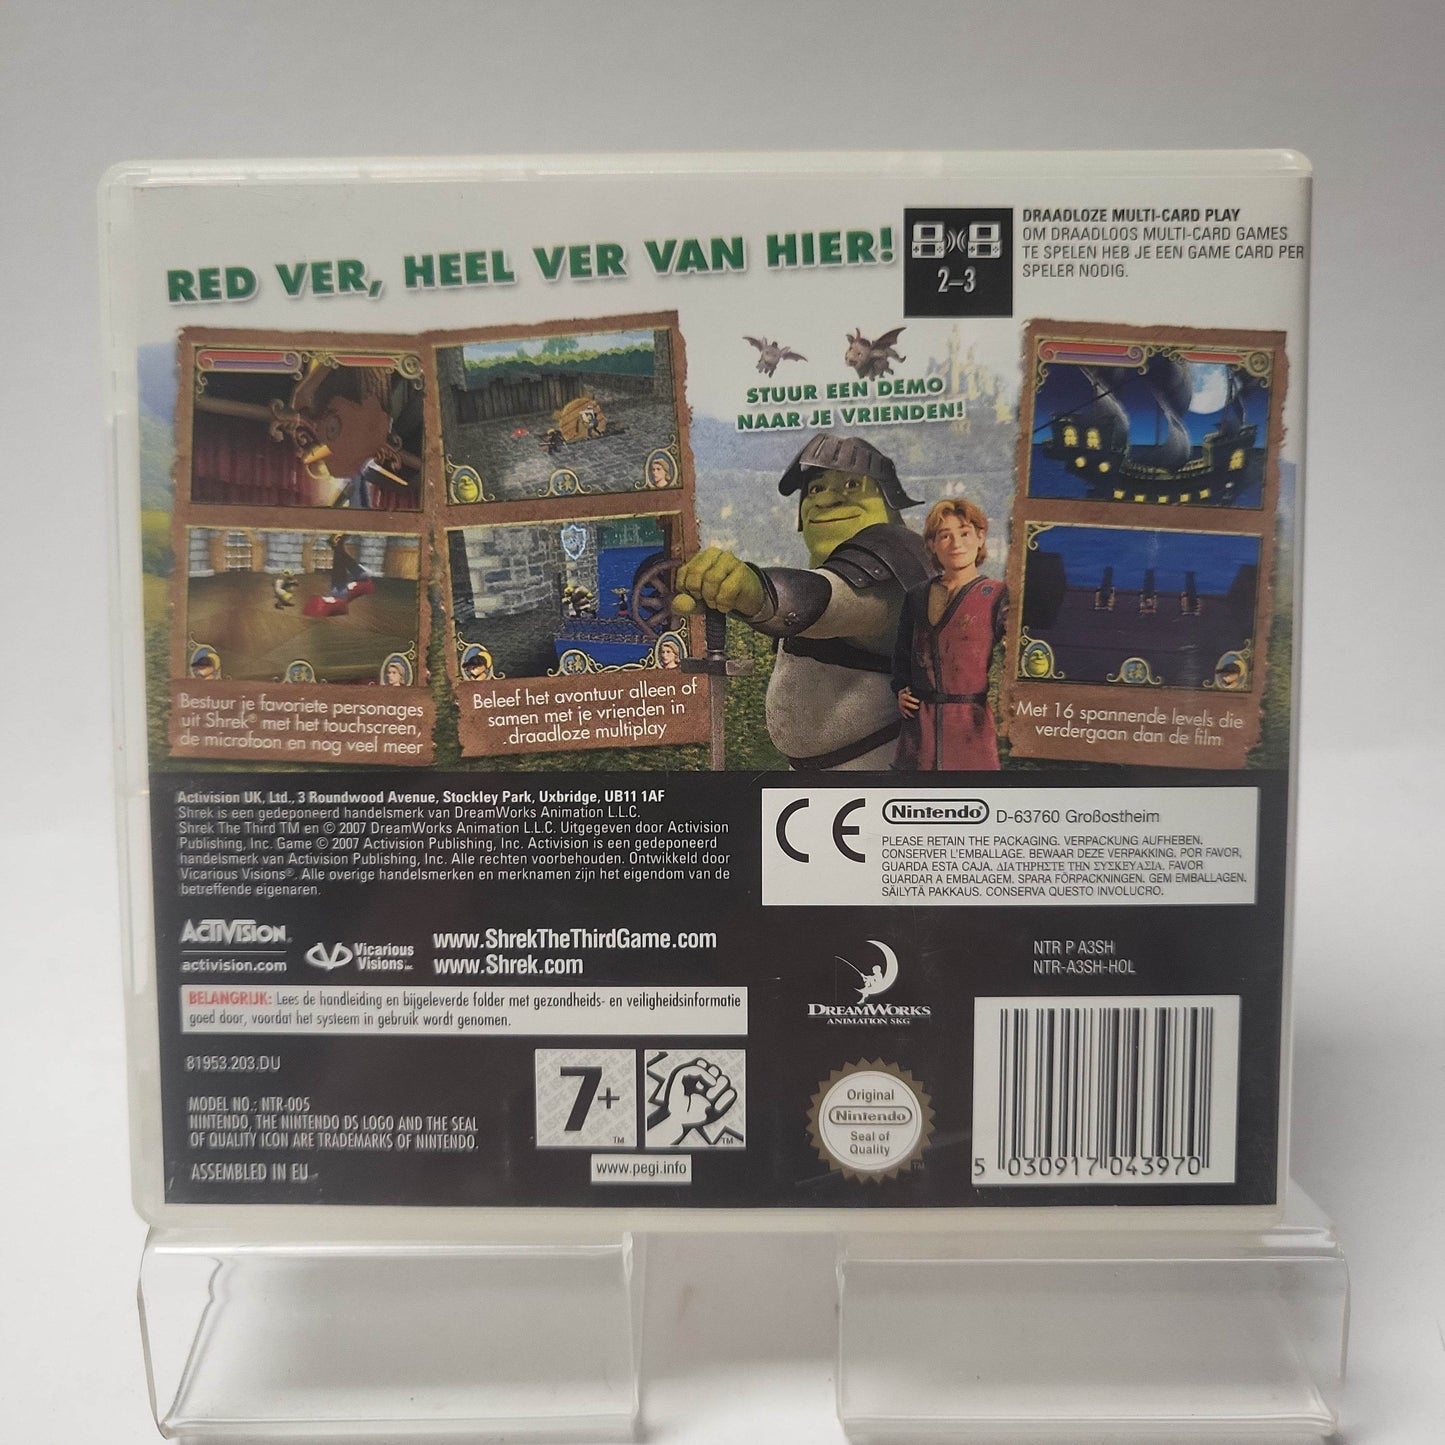 RED VER, HEEL VER VAN HIER!
2–3
DRAADLOZE MULTI-CARD PLAY
OM DRAADLOOS MULTI-CARD GAMES
TE SPELEN HEB JE EEN GAME CARD PER
SPELER NODIG.
STUUR EEN DEMO
NAAR JE VRIENDEN!
Bestuur je favoriete personages
uit Shrek® met het touchscreen,
de microfoon en nog veel meer
Beleef het avontuur alleen of
samen met je vrienden in
draadloze multiplay
Met 16 spannende levels die
verdergaan dan de film
Activision UK, Ltd., 3 Roundwood Avenue, Stockley Park, Uxbridge, UB11 1AF
Shrek is een gedeponeerd handelsmerk van DreamWorks Animation L.L.C.
Shrek The Third TM en © 2007 DreamWorks Animation L.L.C. Uitgegeven door Activision
Publishing, Inc. Game © 2007 Activision Publishing, Inc. Activision is een gedeponeerd
handelsmerk van Activision Publishing, Inc. Alle rechten voorbehouden. Ontwikkeld door
Vicarious Visions®. Alle overige handelsmerken en merknamen zijn het eigendom van de
betreffende eigenaren.
CE
Nintendo® D-63760 Großostheim
PLEASE RETAIN THE PACKAGING. VERPACKUNG AUFHEBEN.
CONSERVER L'EMBALLAGE. BEWAAR DEZE VERPAKKING. POR FAVOR,
GUARDA ESTA CAJA. ΔΙΑΤΗΡΗΣΤΕ ΤΗΝ ΣΥΣΚΕΥΑΣΙΑ. FAVOR
GUARDAR A EMBALAGEM. SPARA FÖRPACKNINGEN. GEM EMBALLAGEN.
SÄILYTÄ PAKKAUS. CONSERVA QUESTO INVOLUCRO.
ACTIVISION®
activision.com
Vicarious
Visions Inc.
www.ShrekTheThirdGame.com
www.Shrek.com
DREAMWORKS
ANIMATION SKG
NTR P A3SH
NTR-A3SH-HOL
BELANGRIJK: Lees de handleiding en bijgeleverde folder met gezondheids- en veiligheidsinformatie
goed door, voordat het systeem in gebruik wordt genomen.
81953.203.DU
MODEL NO.: NTR-005
NINTENDO, THE NINTENDO DS LOGO AND THE SEAL
OF QUALITY ICON ARE TRADEMARKS OF NINTENDO.
ASSEMBLED IN EU
7+
TM
TM
www.pegi.info
Original
Nintendo
Seal of
Quality
TM
5 030917 043970